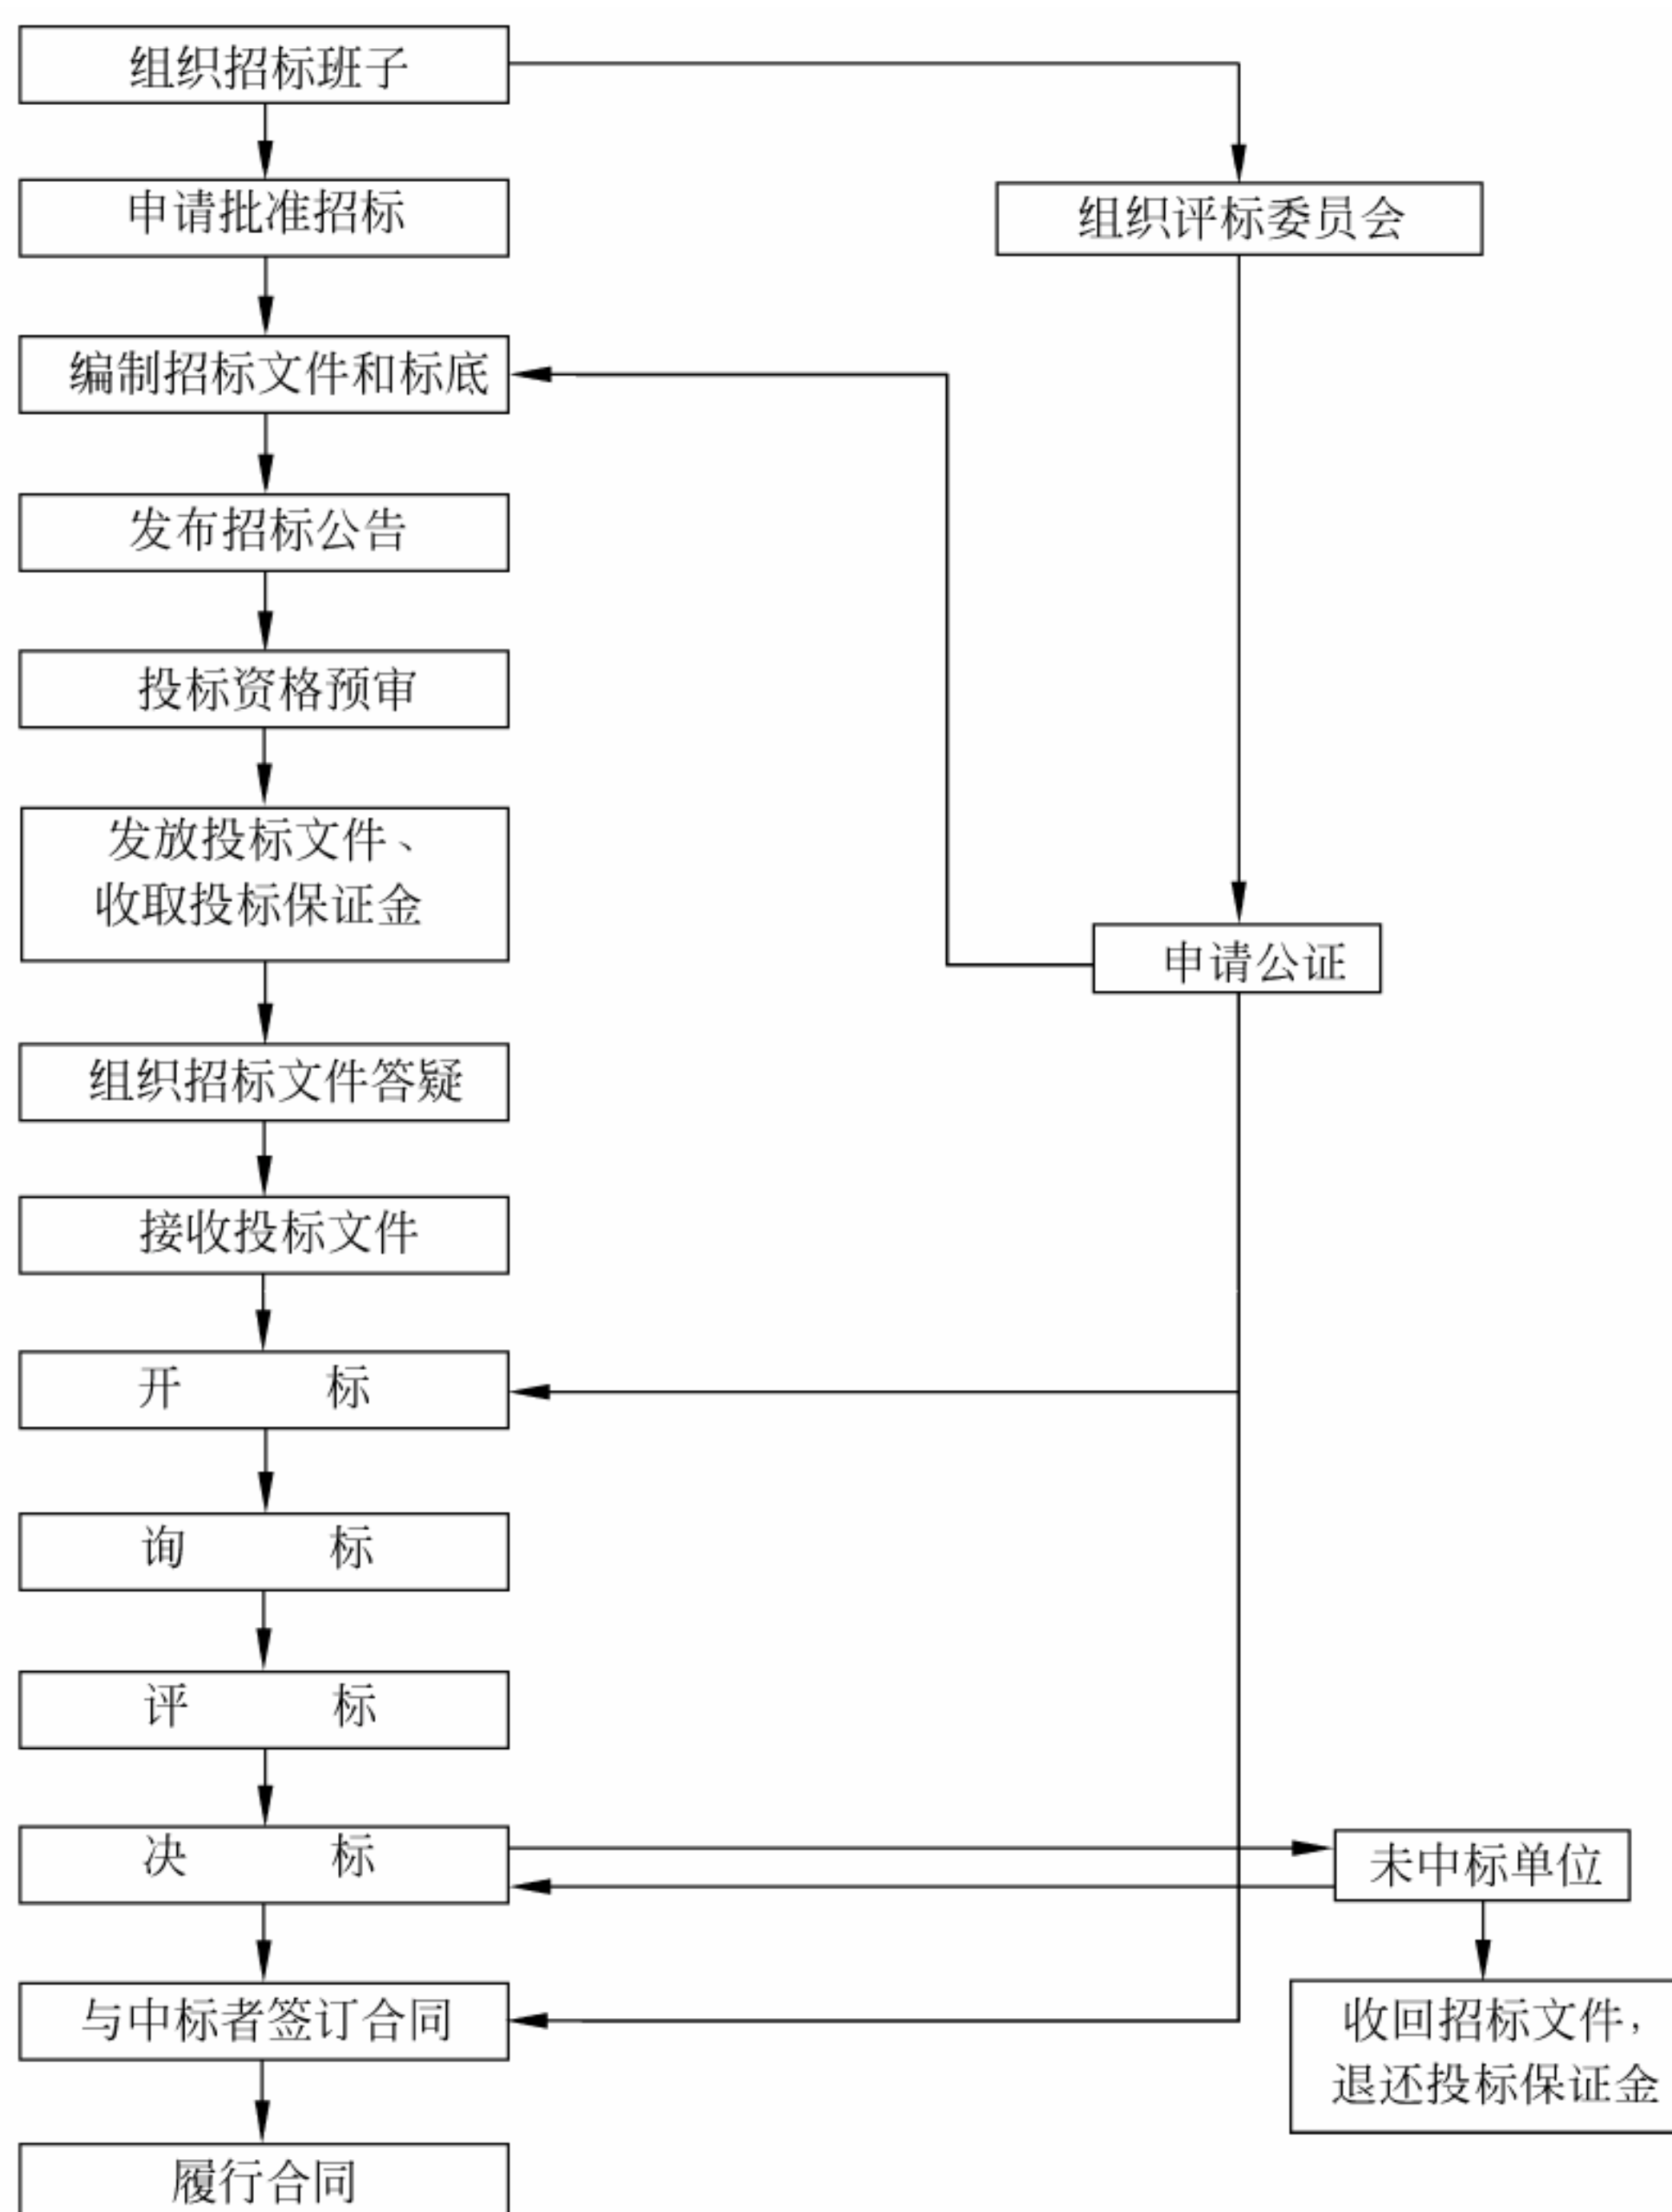 组织招标班子
申请批准招标
组织评标委员会
编制招标文件和标底
发布招标公告
投标资格预审
发放投标文件、
收取投标保证金
申请公证
组织招标文件答疑
接收投标文件
开 标
询 标
评 标
决 标
未中标单位
与中标者签订合同
收回招标文件，
退还投标保证金
履行合同